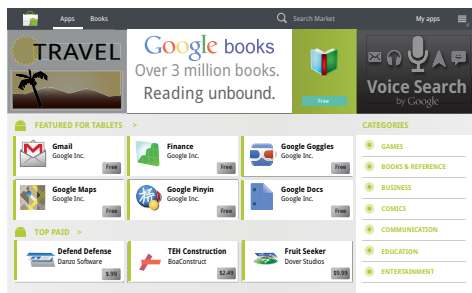 Apps Books Search Market My apps
TRAVEL
Google books
Over 3 million books.
Reading unbound.
Free
Voice Search
by Google
FEATURED FOR TABLETS >
Gmail
Google Inc.
Free
Finance
Google Inc.
Free
Google Goggles
Google Inc.
Free
Google Maps
Google Inc.
Free
Google Pinyin
Google Inc.
Free
Google Docs
Google Inc.
Free
TOP PAID >
Defend Defense
Danzo Software
$.99
TEH Construction
BoaConstruct
$2.49
Fruit Seeker
Dover Studios
$9.99
CATEGORIES
GAMES
BOOKS & REFERENCE
BUSINESS
COMICS
COMMUNICATION
EDUCATION
ENTERTAINMENT